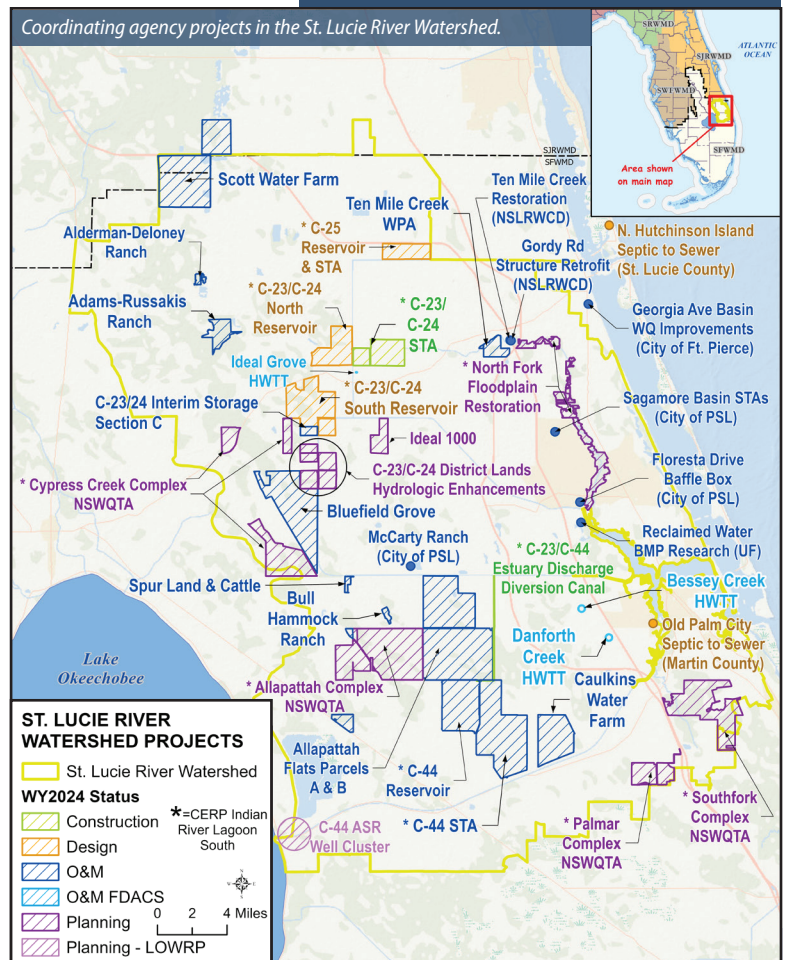 Coordinating agency projects in the St. Lucie River Watershed.
SRWMD
SJRWMD
SWFWMD
SFWMD
ATLANTIC
OCEAN
Area shown
on main map
SJRWMD
SFWMD
Scott Water Farm
Ten Mile Creek
WPA
Ten Mile Creek
Restoration
(NSLRWCD)
Gordy Rd
Structure Retrofit
(NSLRWCD)
N. Hutchinson Island
Septic to Sewer
(St. Lucie County)
Alderman-Deloney
Ranch
* C-25
Reservoir
& STA
Adams-Russakis
Ranch
* C-23/C-24
North
Reservoir
* C-23/
C-24
STA
Georgia Ave Basin
WQ Improvements
(City of Ft. Pierce)
Ideal Grove
HWTT
* North Fork
Floodplain
Restoration
* C-23/C-24
South Reservoir
Sagamore Basin STAs
(City of PSL)
C-23/24 Interim Storage
Section C
Ideal 1000
* Cypress Creek Complex
NSWQTA
C-23/C-24 District Lands
Hydrologic Enhancements
Floresta Drive
Baffle Box
(City of PSL)
Bluefield Grove
McCarty Ranch
(City of PSL)
Reclaimed Water
BMP Research (UF)
* C-23/C-44
Estuary Discharge
Diversion Canal
Spur Land & Cattle
Bull
Hammock
Ranch
Bessey Creek
HWTT
Danforth
Creek
HWTT
Old Palm City
Septic to Sewer
(Martin County)
Lake
Okeechobee
* Allapattah Complex
NSWQTA
Caulkins
Water
Farm
Allapattah
Flats Parcels
A & B
* C-44
Reservoir
* C-44 STA
* Southfork
Complex
NSWQTA
* Palmar
Complex
NSWQTA
C-44 ASR
Well Cluster
ST. LUCIE RIVER
WATERSHED PROJECTS
St. Lucie River Watershed
WY2024 Status
Construction
Design
O&M
O&M FDACS
Planning
Planning - LOWRP
*=CERP Indian
River Lagoon
South
0 2 4 Miles